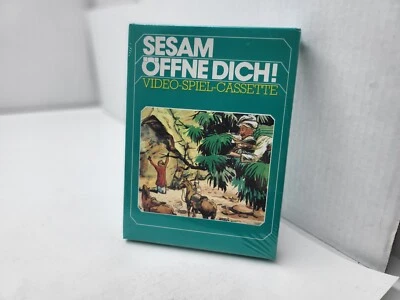 SESAM
ÖFFNE DICH!
VIDEO-SPIEL-CASSETTE